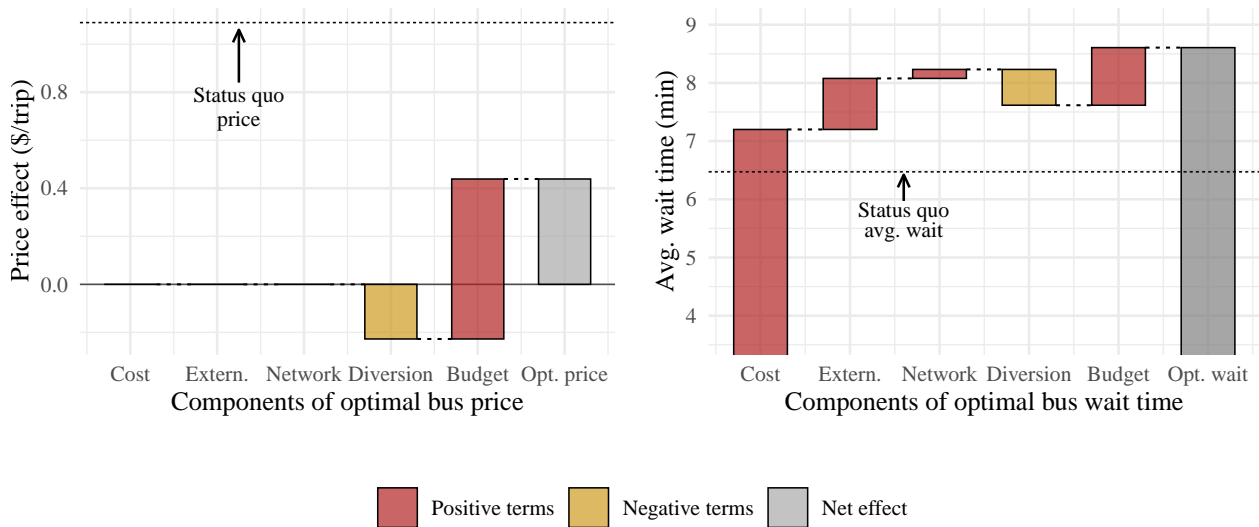 Price effect ($/trip)
0.8
0.4
0.0
Status quo
price
Cost Extern. Network Diversion Budget Opt. price
Components of optimal bus price
Avg. wait time (min)
9
8
7
6
5
4
Status quo
avg. wait
Cost Extern. Network Diversion Budget Opt. wait
Components of optimal bus wait time
Positive terms Negative terms Net effect